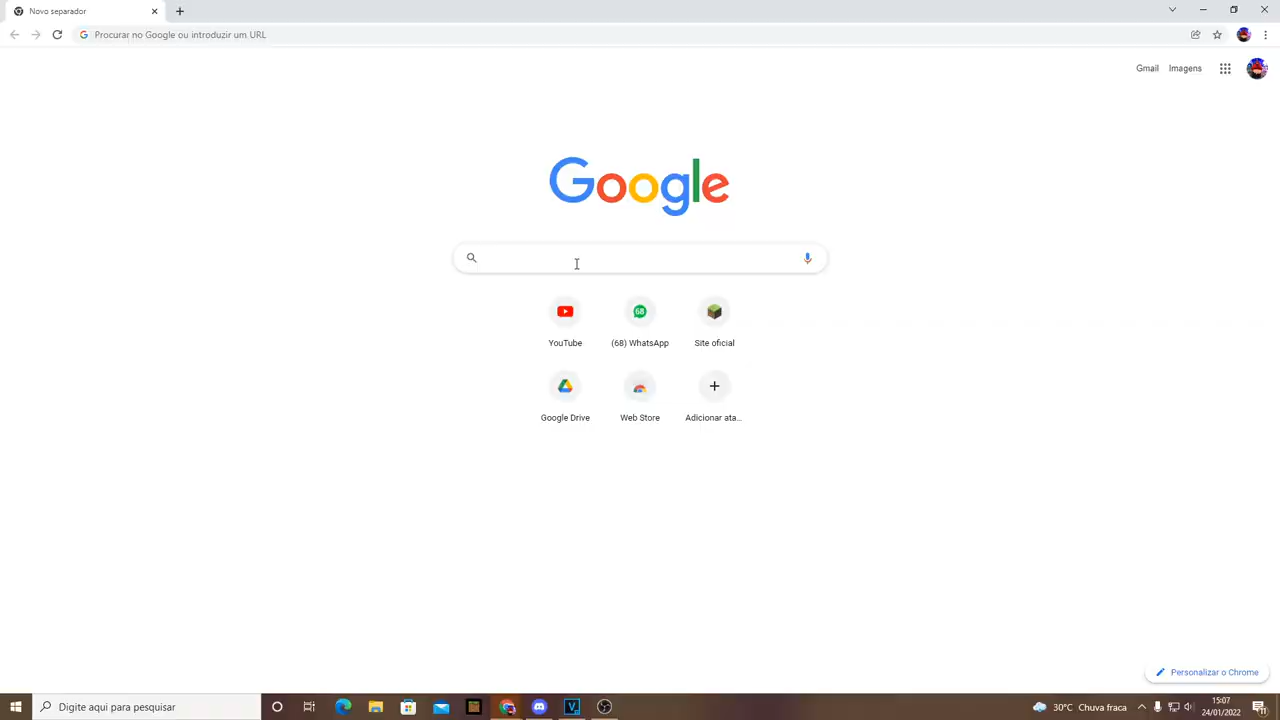 Novo separador
Procurar no Google ou introduzir um URL
Gmail Imagens
Google
YouTube (68) WhatsApp Site oficial
Google Drive Web Store Adicionar ata...
Personalizar o Chrome
Digite aqui para pesquisar
30°C Chuva fraca
15:07
24/01/2022